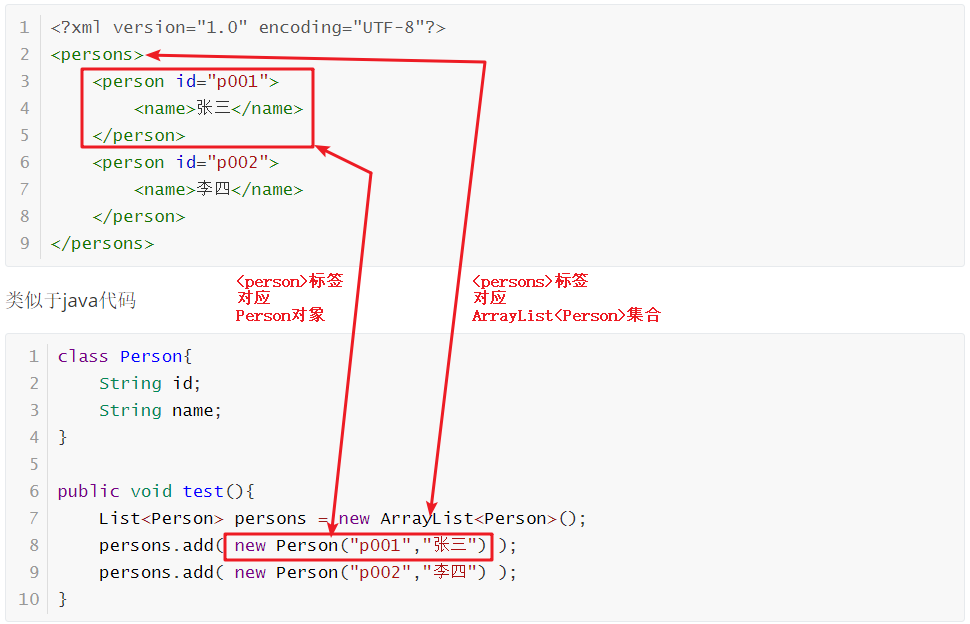 1 <?xml version="1.0" encoding="UTF-8"?>
2 <persons>
3     <person id="p001">
4         <name>张三</name>
5     </person>
6     <person id="p002">
7         <name>李四</name>
8     </person>
9 </persons>
<person>标签
对应
Person对象
<persons>标签
对应
ArrayList<Person>集合
类似于java代码
1 class Person{
2     String id;
3     String name;
4 }
5
6 public void test(){
7     List<Person> persons = new ArrayList<Person>();
8     persons.add( new Person("p001","张三") );
9     persons.add( new Person("p002","李四") );
10 }